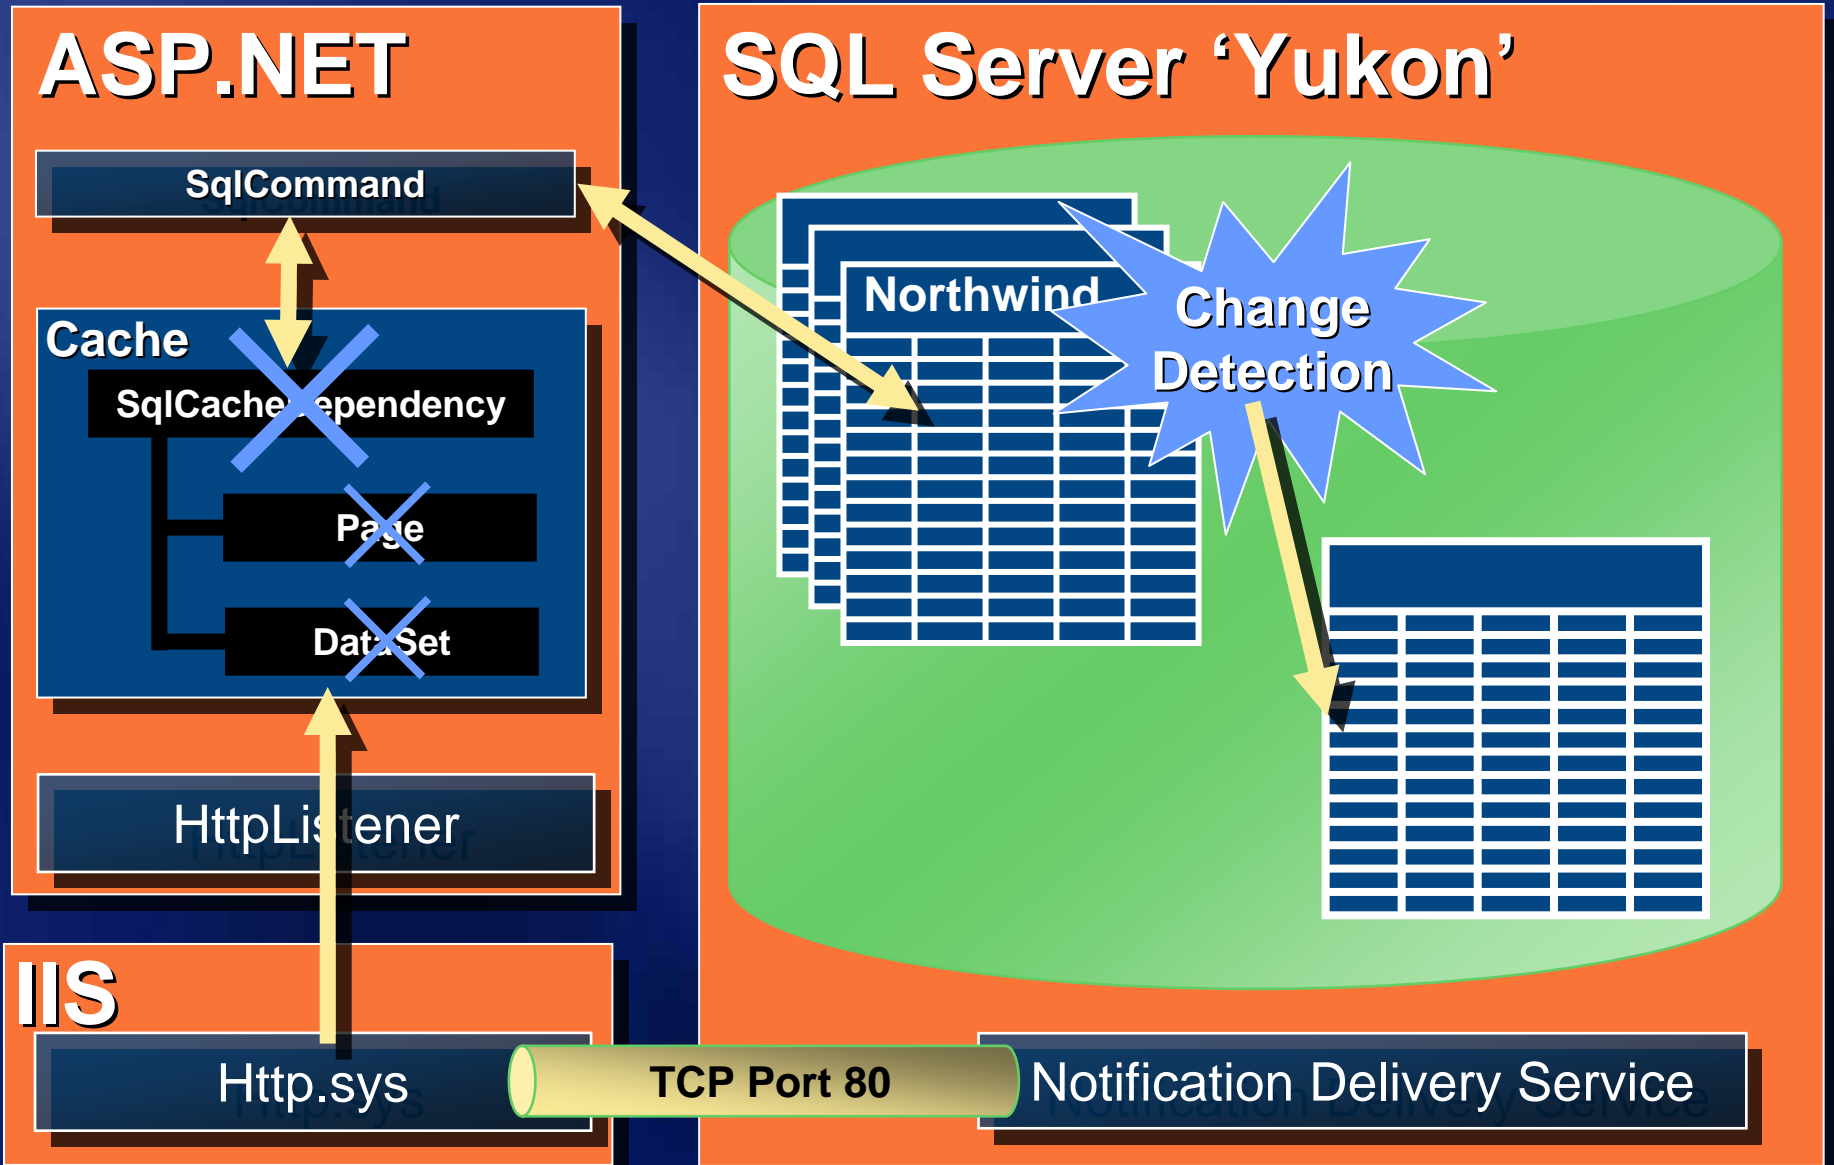 ASP.NET
SqlCommand
Cache
SqlCacheDependency
Page
DataSet
HttpListener
IIS
Http.sys
TCP Port 80
SQL Server ‘Yukon’
Northwind
Change
Detection
Notification Delivery Service